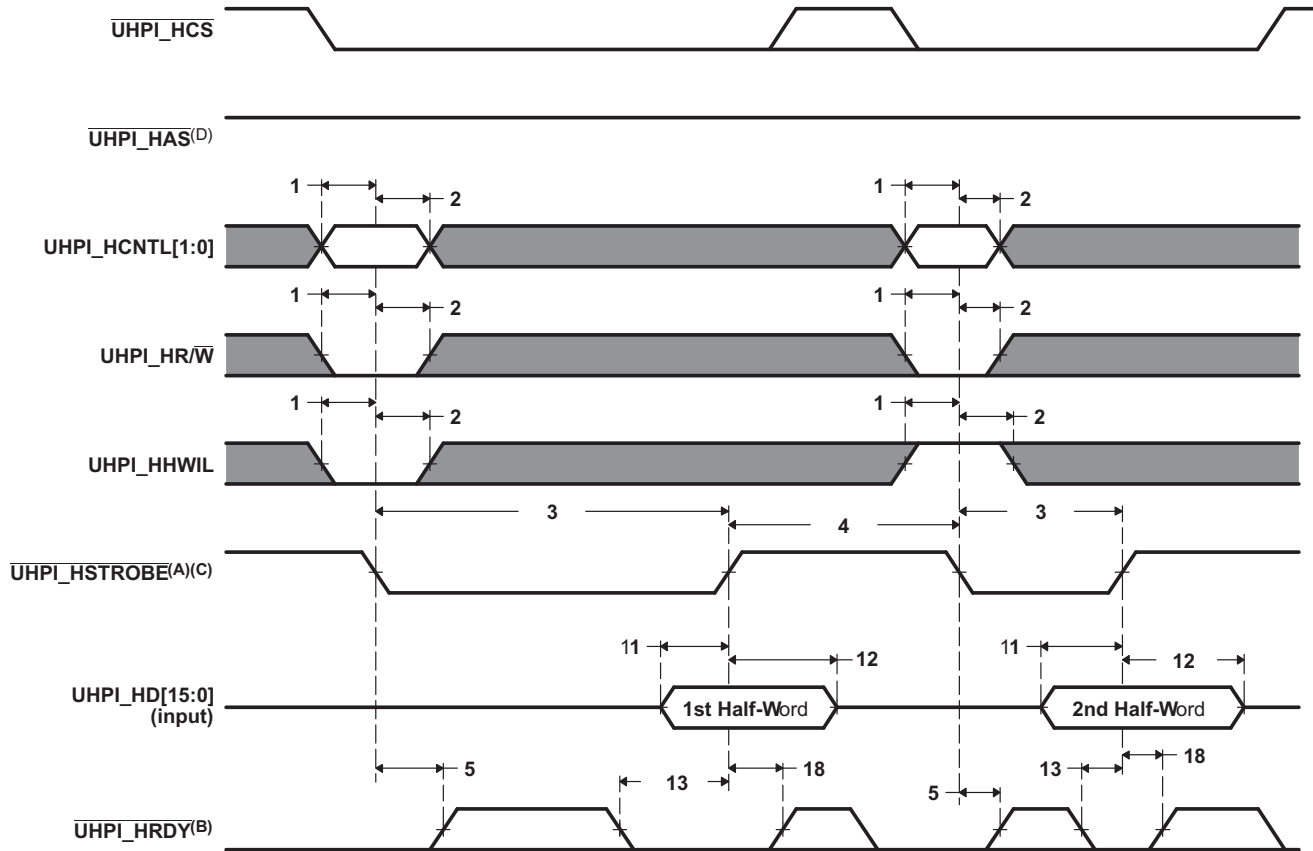 UHPI_HCS
UHPI_HAS(D)
1 2 1 2
UHPI_HCNTL[1:0]
1 2 1 2
UHPI_HR/W
1 2 1 2
UHPI_HHWIL
3 4 3
UHPI_HSTROBE(A)(C)
11 12 11 12
UHPI_HD[15:0]
(input)
1st Half-Word 2nd Half-Word
5 13 18 5 13 18
UHPI_HRDY(B)